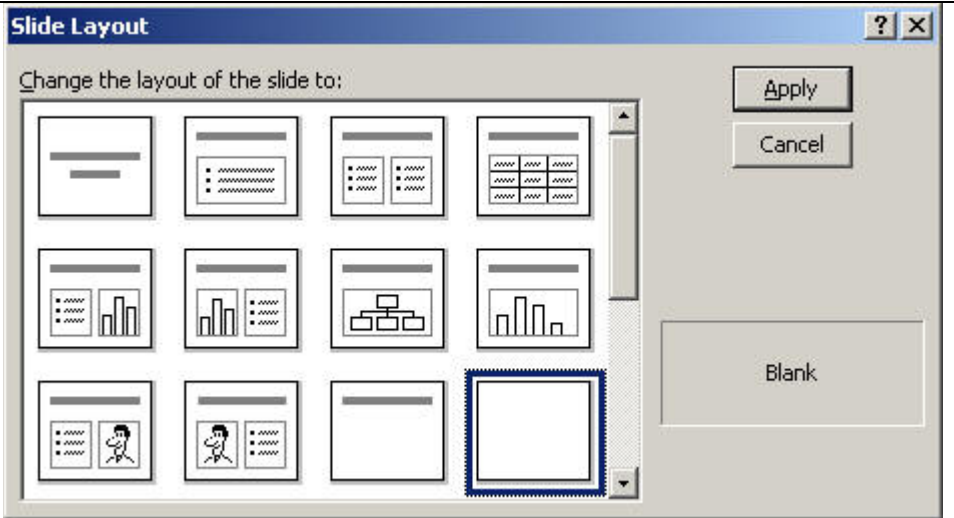 Slide Layout
Change the layout of the slide to:
Apply
Cancel
Blank